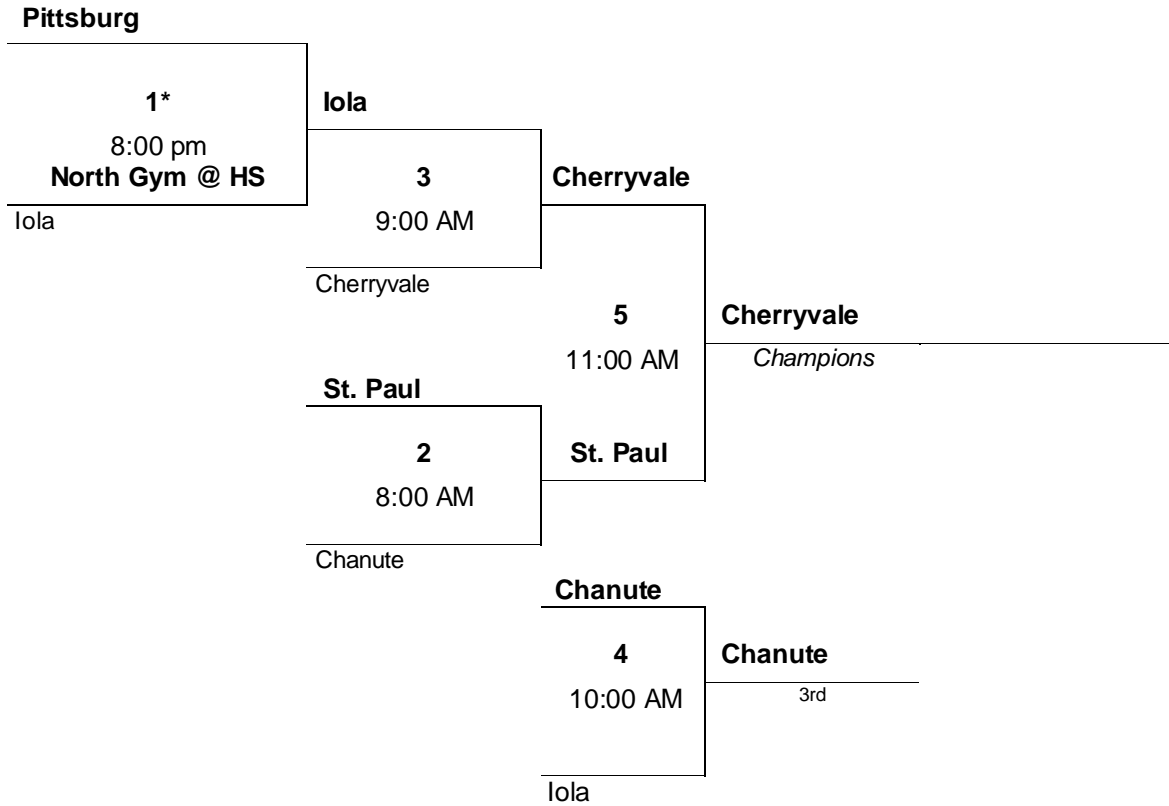 Pittsburg
1*
8:00 pm
North Gym @ HS
Iola
Iola
3
9:00 AM
Cherryvale
Cherryvale
5
11:00 AM
Cherryvale
Champions
St. Paul
2
8:00 AM
Chanute
St. Paul
Chanute
4
10:00 AM
Iola
Chanute
3rd